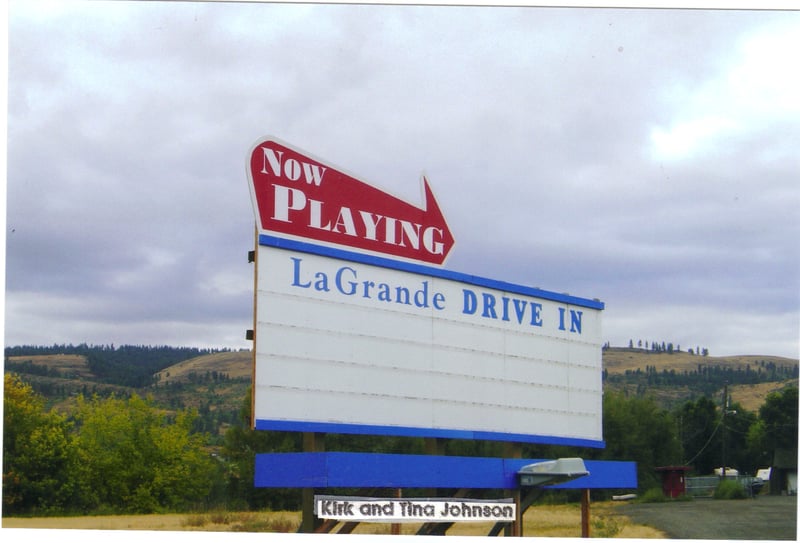 NOW
PLAYING
LaGrande DRIVE IN
Kirk and Tina Johnson